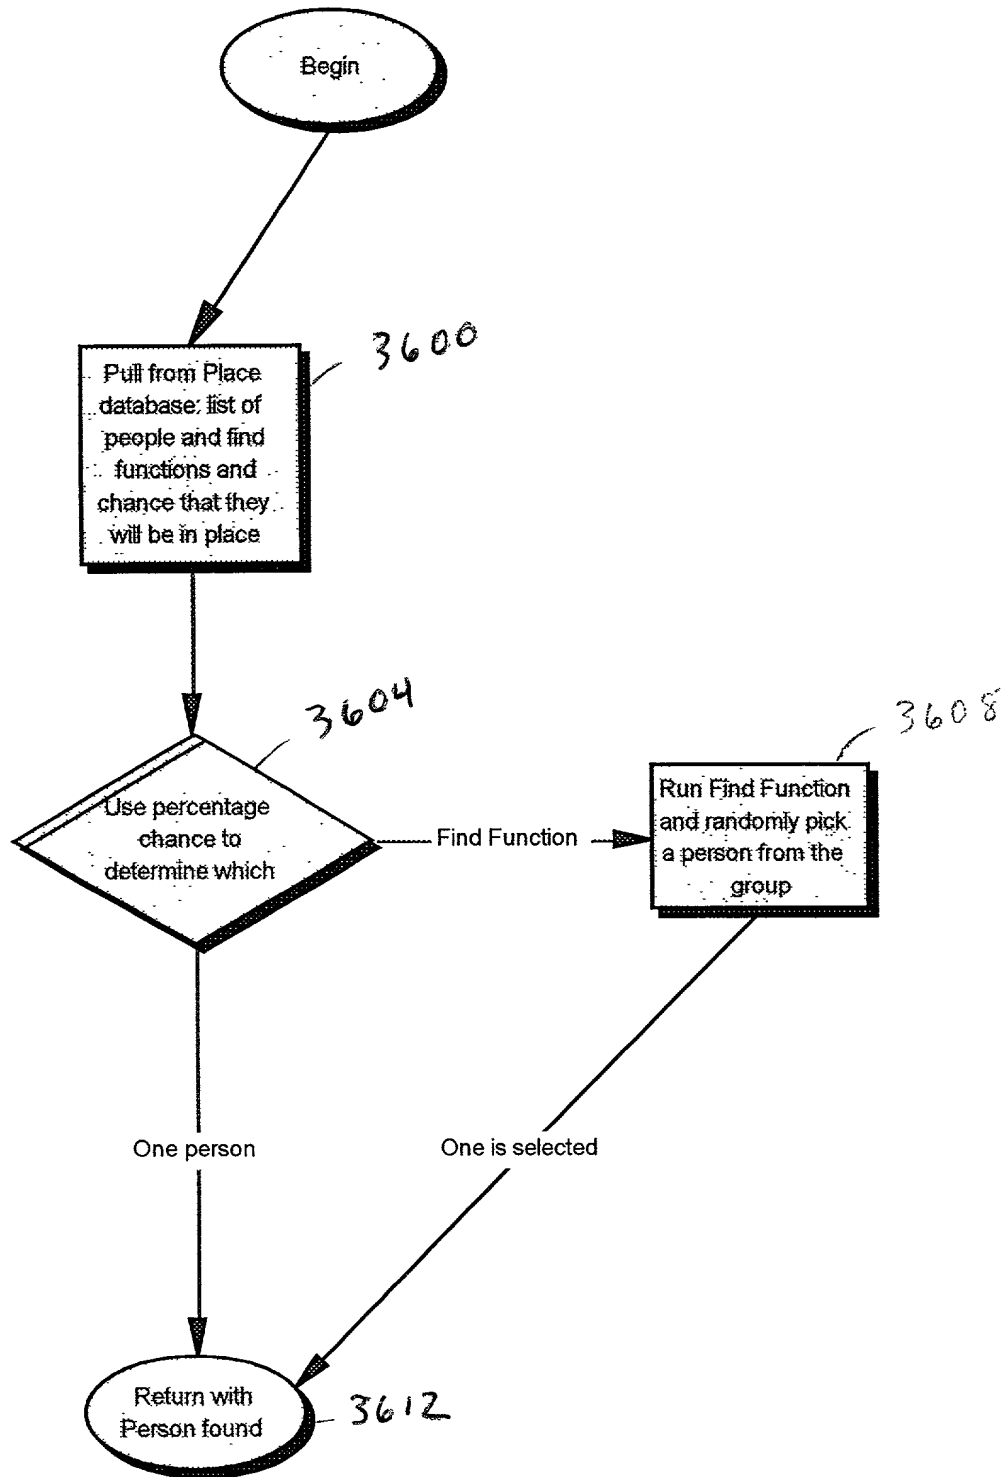 Begin
3600
Pull from Place
database: list of
people and find
functions and
chance that they
will be in place
3604
Use percentage
chance to
determine which
Find Function
3608
Run Find Function
and randomly pick
a person from the
group
One person
One is selected
Return with
Person found
3612